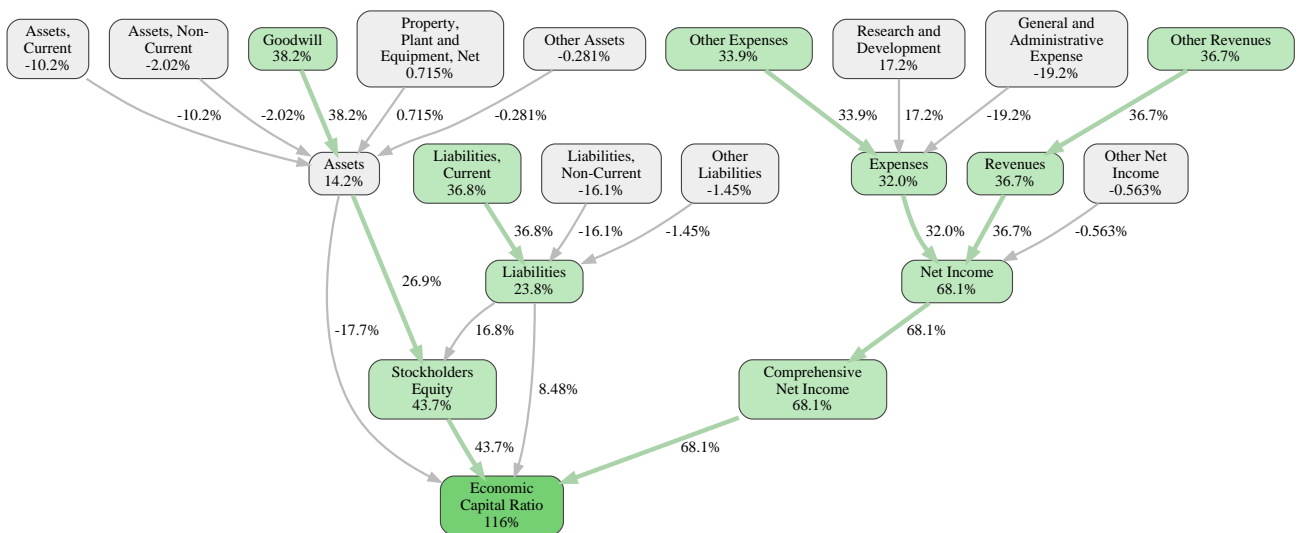 Assets,
Current
-10.2%
Assets, Non-
Current
-2.02%
Goodwill
38.2%
Property,
Plant and
Equipment, Net
0.715%
Other Assets
-0.281%
Other Expenses
33.9%
Research and
Development
17.2%
General and
Administrative
Expense
-19.2%
Other Revenues
36.7%
-10.2%
-2.02%
38.2%
0.715%
-0.281%
33.9%
17.2%
-19.2%
36.7%
Assets
14.2%
Liabilities,
Current
36.8%
Liabilities,
Non-Current
-16.1%
Other
Liabilities
-1.45%
Expenses
32.0%
Revenues
36.7%
Other Net
Income
-0.563%
36.8%
-16.1%
-1.45%
32.0%
36.7%
-0.563%
Liabilities
23.8%
Net Income
68.1%
26.9%
-17.7%
16.8%
68.1%
Stockholders
Equity
43.7%
8.48%
Comprehensive
Net Income
68.1%
43.7%
68.1%
Economic
Capital Ratio
116%